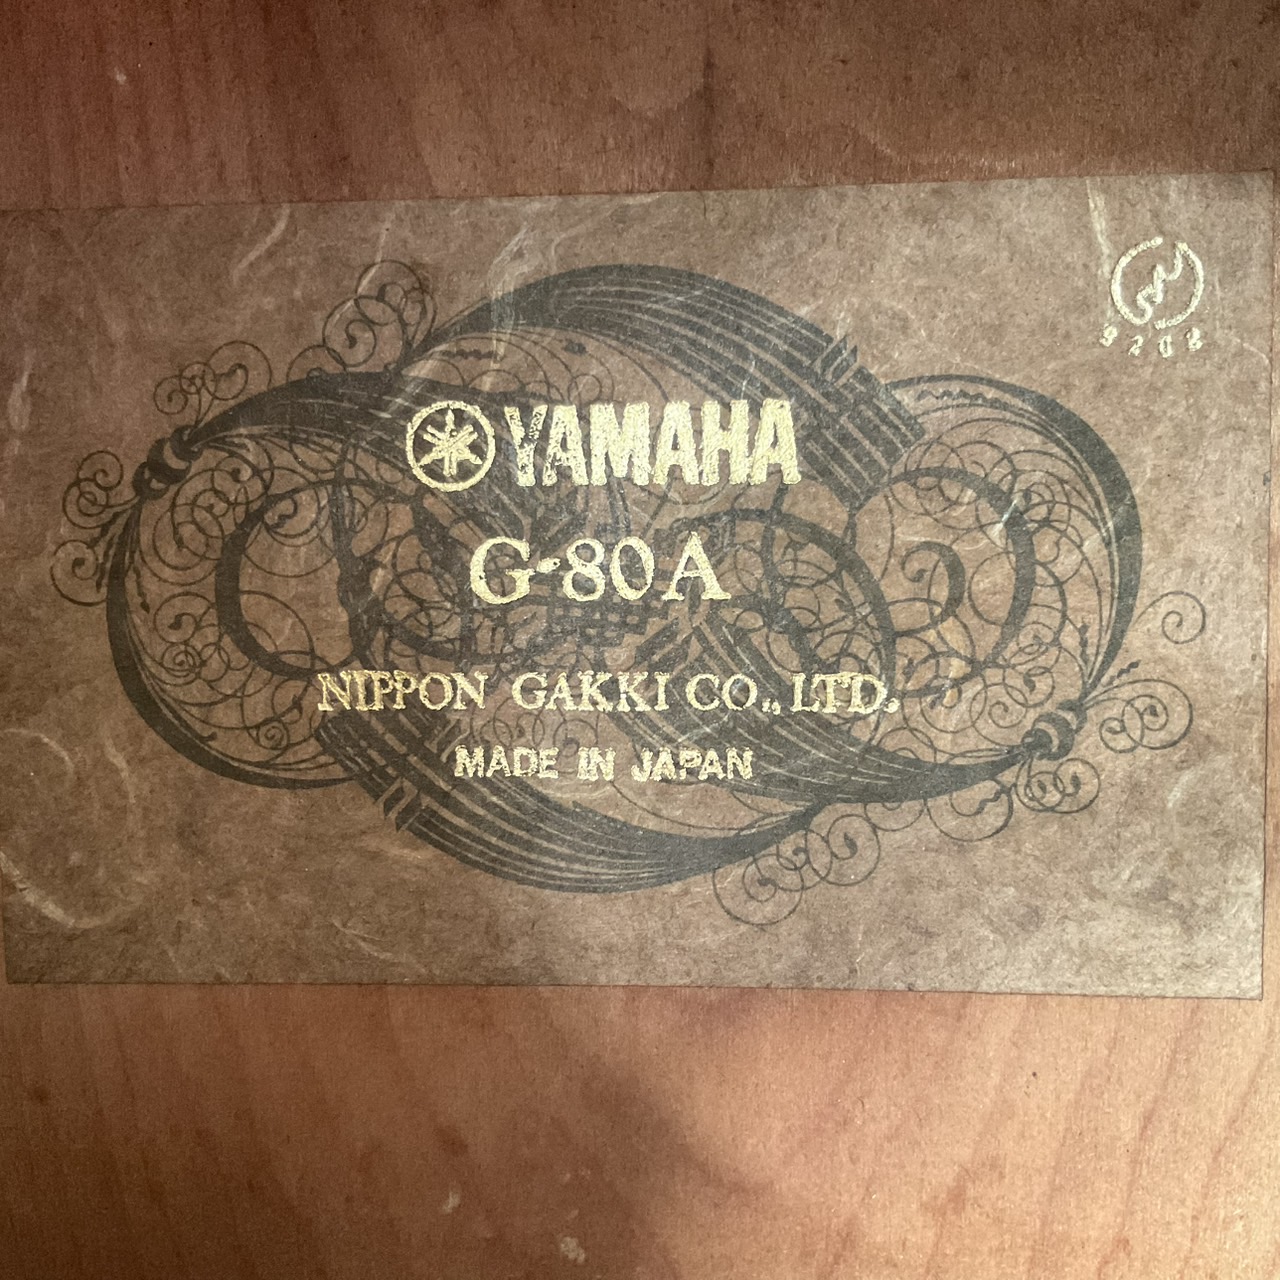 YAMAHA
G-80A
NIPPON GAKKI CO., LTD.
MADE IN JAPAN